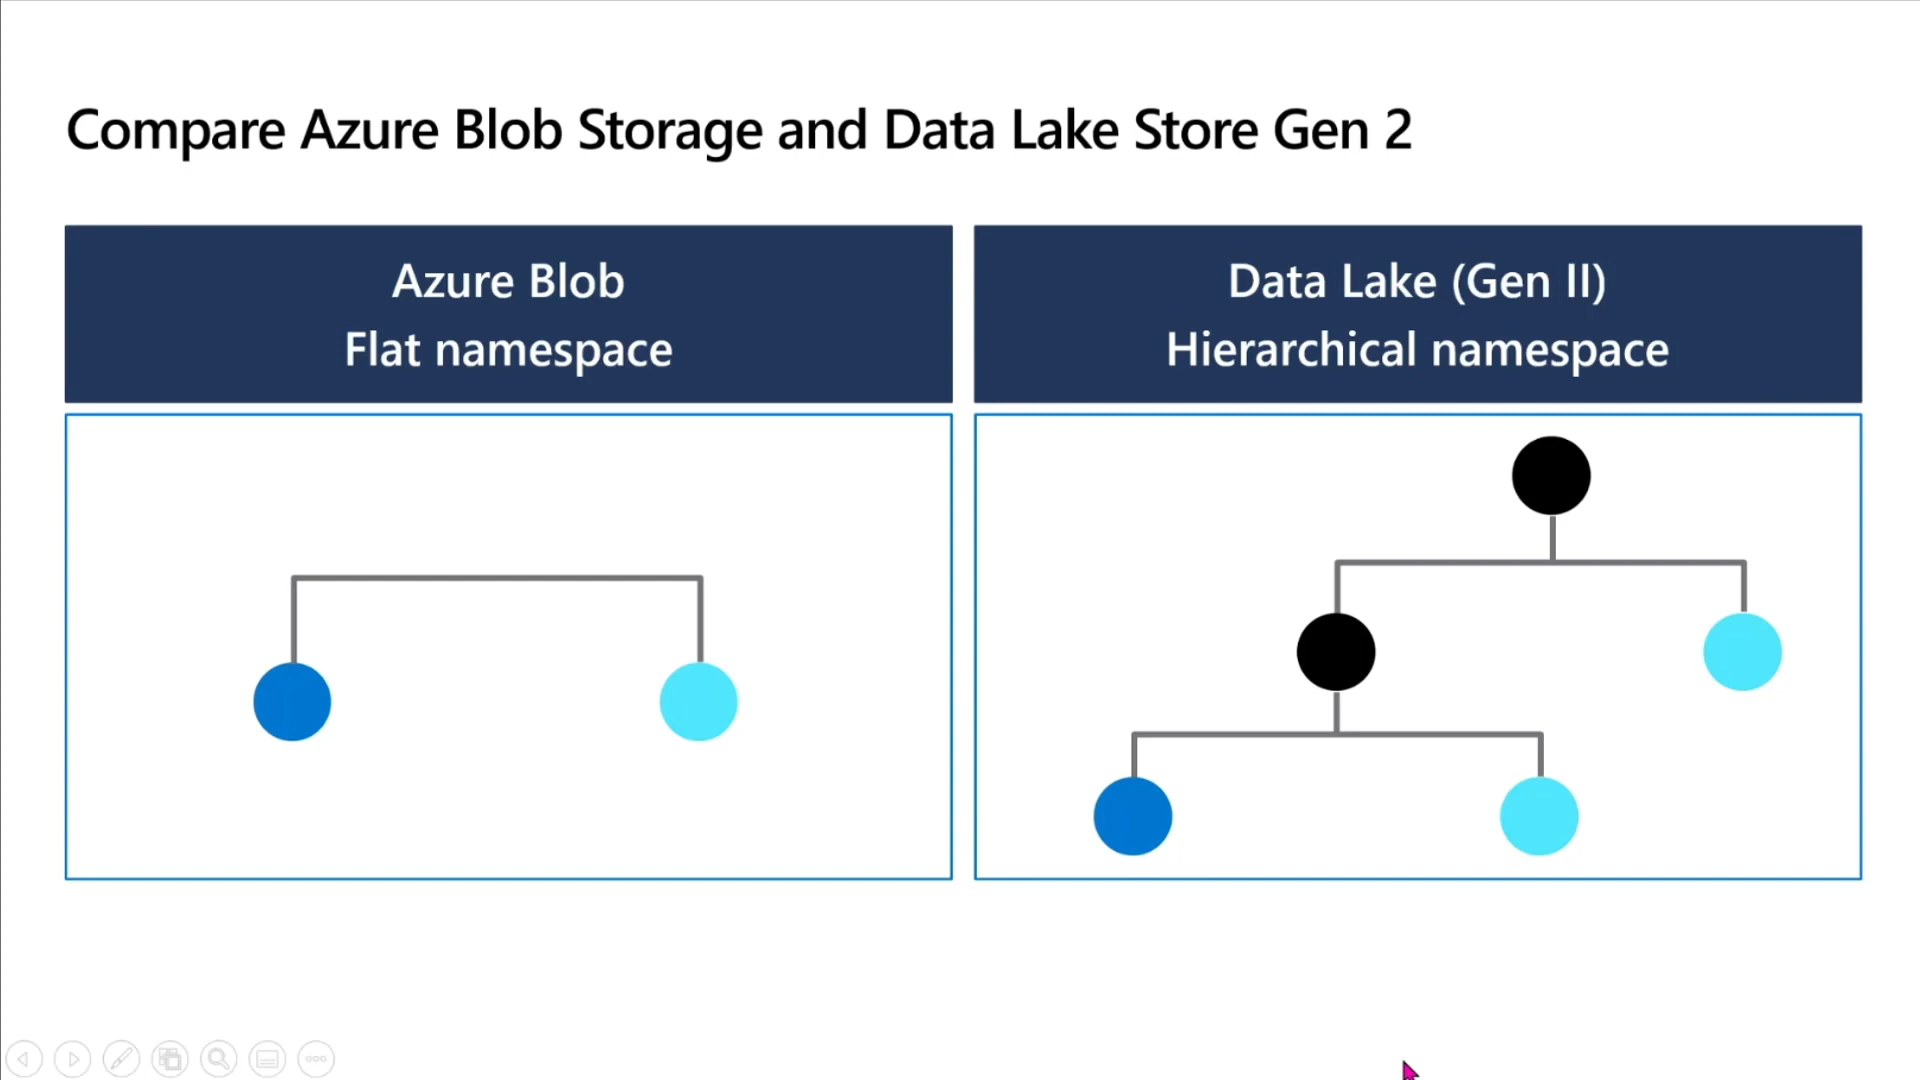 Compare Azure Blob Storage and Data Lake Store Gen 2
Azure Blob
Flat namespace
Data Lake (Gen II)
Hierarchical namespace